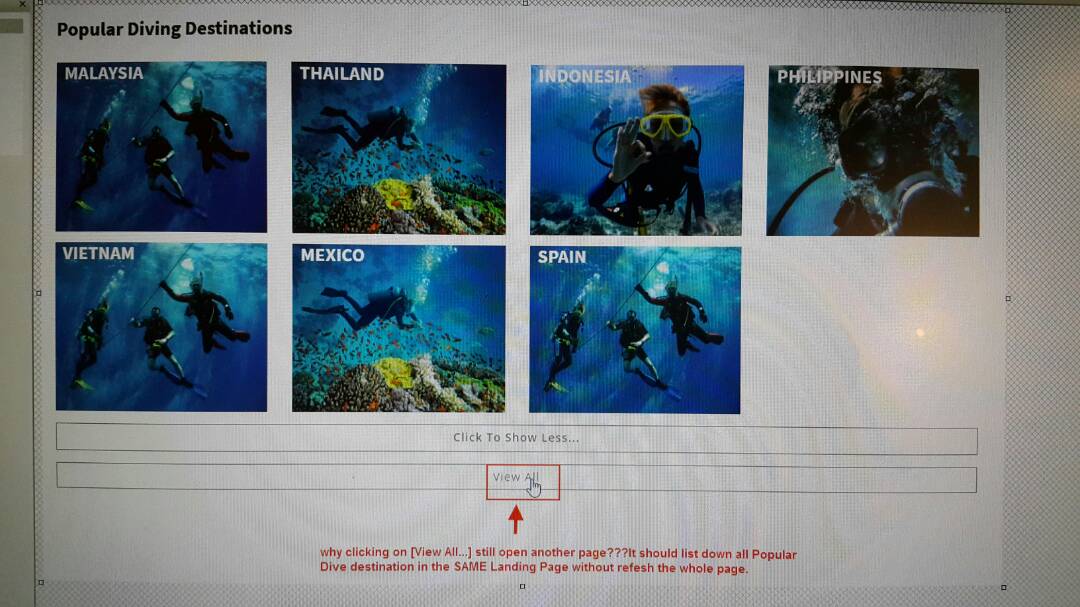 Popular Diving Destinations
MALAYSIA
THAILAND
INDONESIA
PHILIPPINES
VIETNAM
MEXICO
SPAIN
Click To Show Less...
View All
why clicking on [View All...] still open another page???It should list down all Popular
Dive destination in the SAME Landing Page without refesh the whole page.